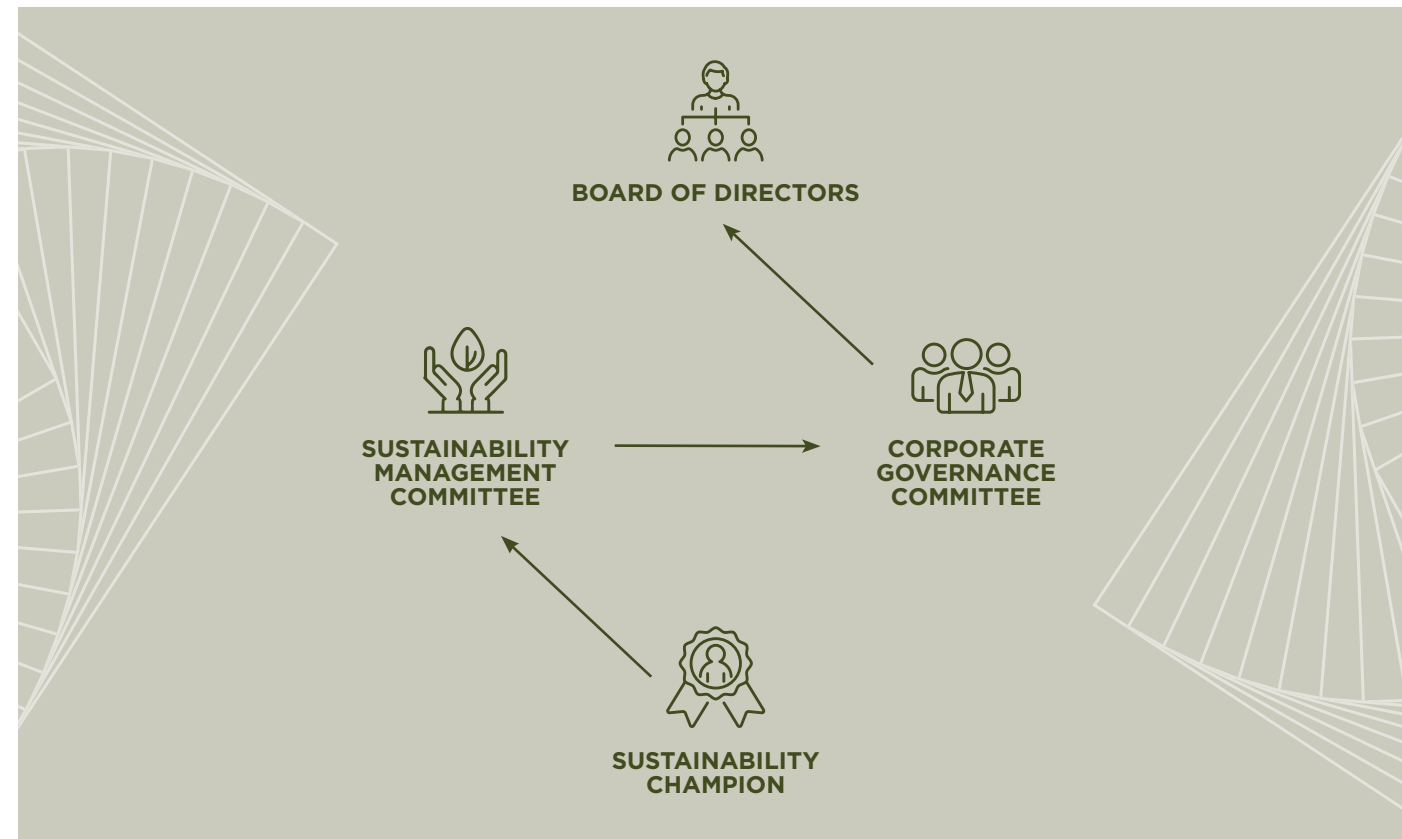 BOARD OF DIRECTORS
SUSTAINABILITY
MANAGEMENT
COMMITTEE
CORPORATE
GOVERNANCE
COMMITTEE
SUSTAINABILITY
CHAMPION